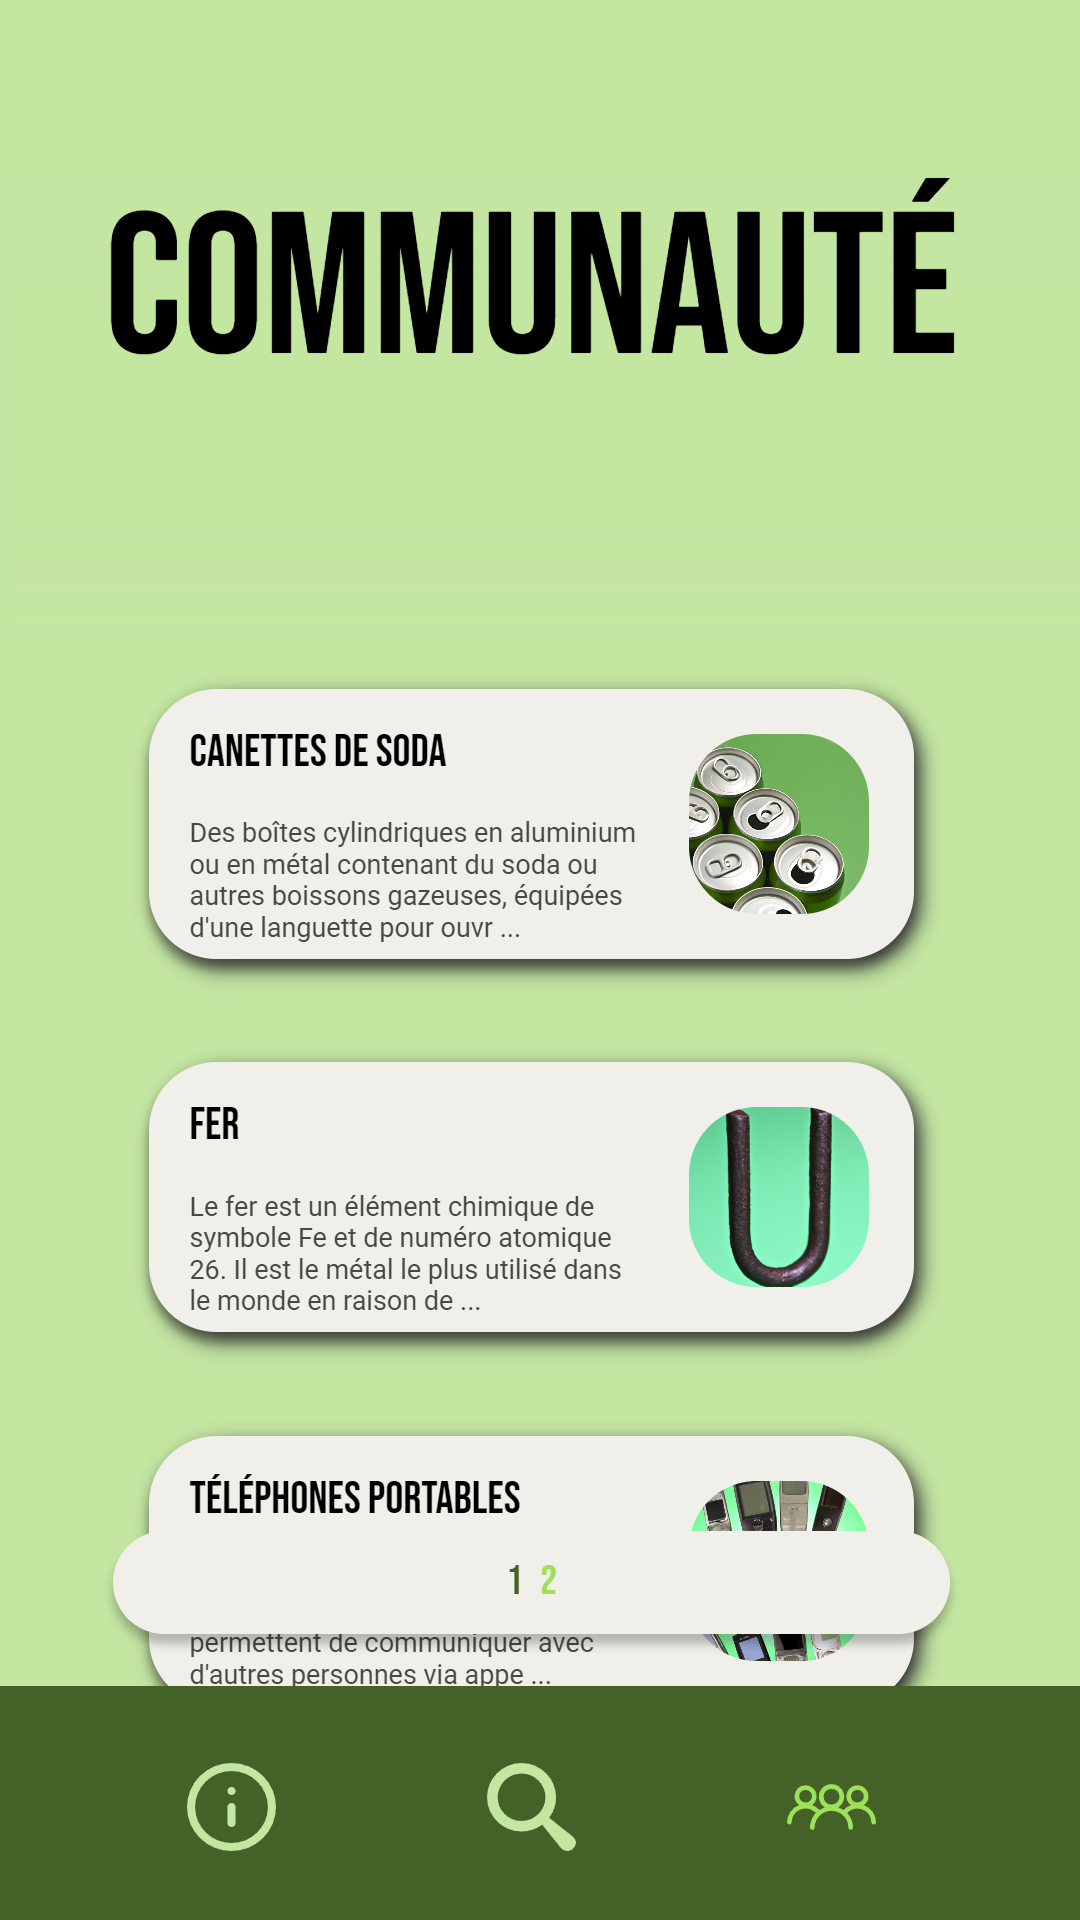 COMMUNAUTÉ
CANETTES DE SODA
Des boîtes cylindriques en aluminium
ou en métal contenant du soda ou
autres boissons gazeuses, équipées
d'une languette pour ouvr ...
FER
Le fer est un élément chimique de
symbole Fe et de numéro atomique
26. Il est le métal le plus utilisé dans
le monde en raison de ...
TÉLÉPHONES PORTABLES
1 2
permettent de communiquer avec
d'autres personnes via appe ...